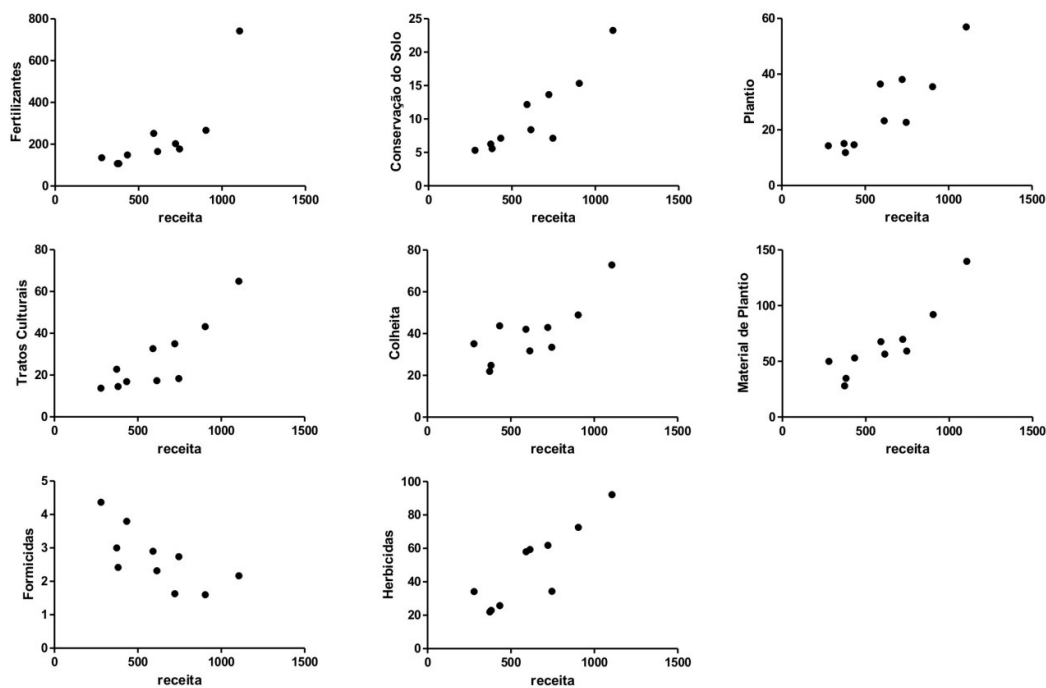 Fertilizantes
800
600
400
200
0
0 500 1000 1500
receita
Conservação do Solo
25
20
15
10
5
0
0 500 1000 1500
receita
Plantio
60
40
20
0
0 500 1000 1500
receita
Tratos Culturais
80
60
40
20
0
0 500 1000 1500
receita
Colheita
80
60
40
20
0
0 500 1000 1500
receita
Material de Plantio
150
100
50
0
0 500 1000 1500
receita
Formicidas
5
4
3
2
1
0
0 500 1000 1500
receita
Herbicidas
100
80
60
40
20
0
0 500 1000 1500
receita